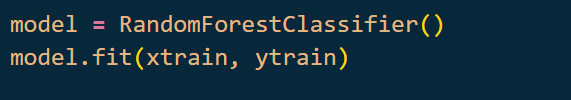 model = RandomForestClassifier()
model.fit(xtrain, ytrain)